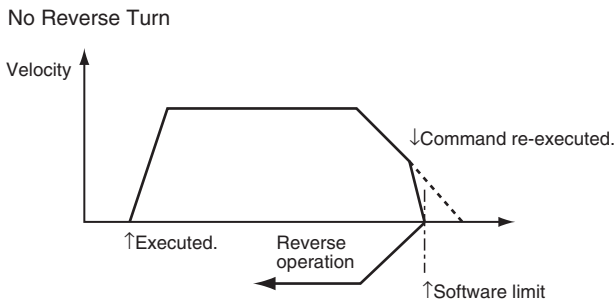 No Reverse Turn
Velocity
↓Command re-executed.
↑Executed.
Reverse
operation
↑Software limit